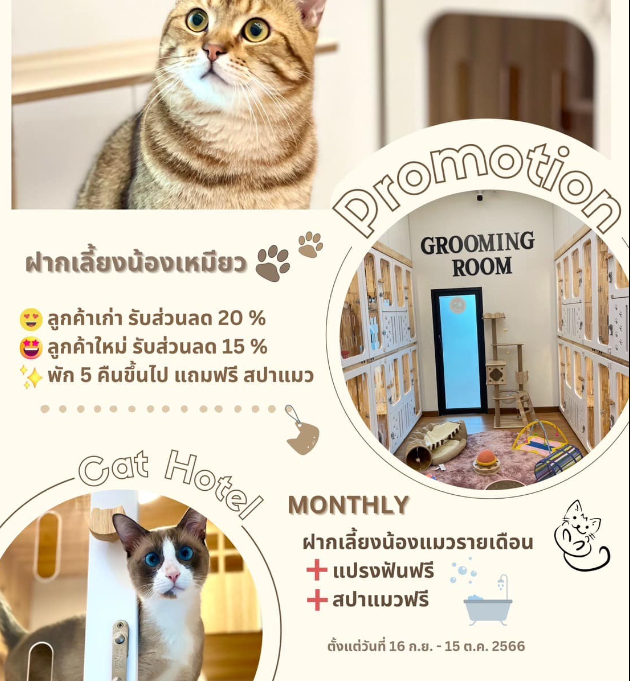 Promotion
GROOMING
ROOM
ฝากเลี้ยงน้องเหมียว
ลูกค้าเก่า รับส่วนลด 20 %
ลูกค้าใหม่ รับส่วนลด 15 %
พัก 5 คืนขึ้นไป แถมฟรี สปาแมว
Cat Hotel
MONTHLY
ฝากเลี้ยงน้องแมวรายเดือน
+ แปรงฟันฟรี
+ สปาแมวฟรี
ตั้งแต่วันที่ 16 ก.ย. - 15 ต.ค. 2566